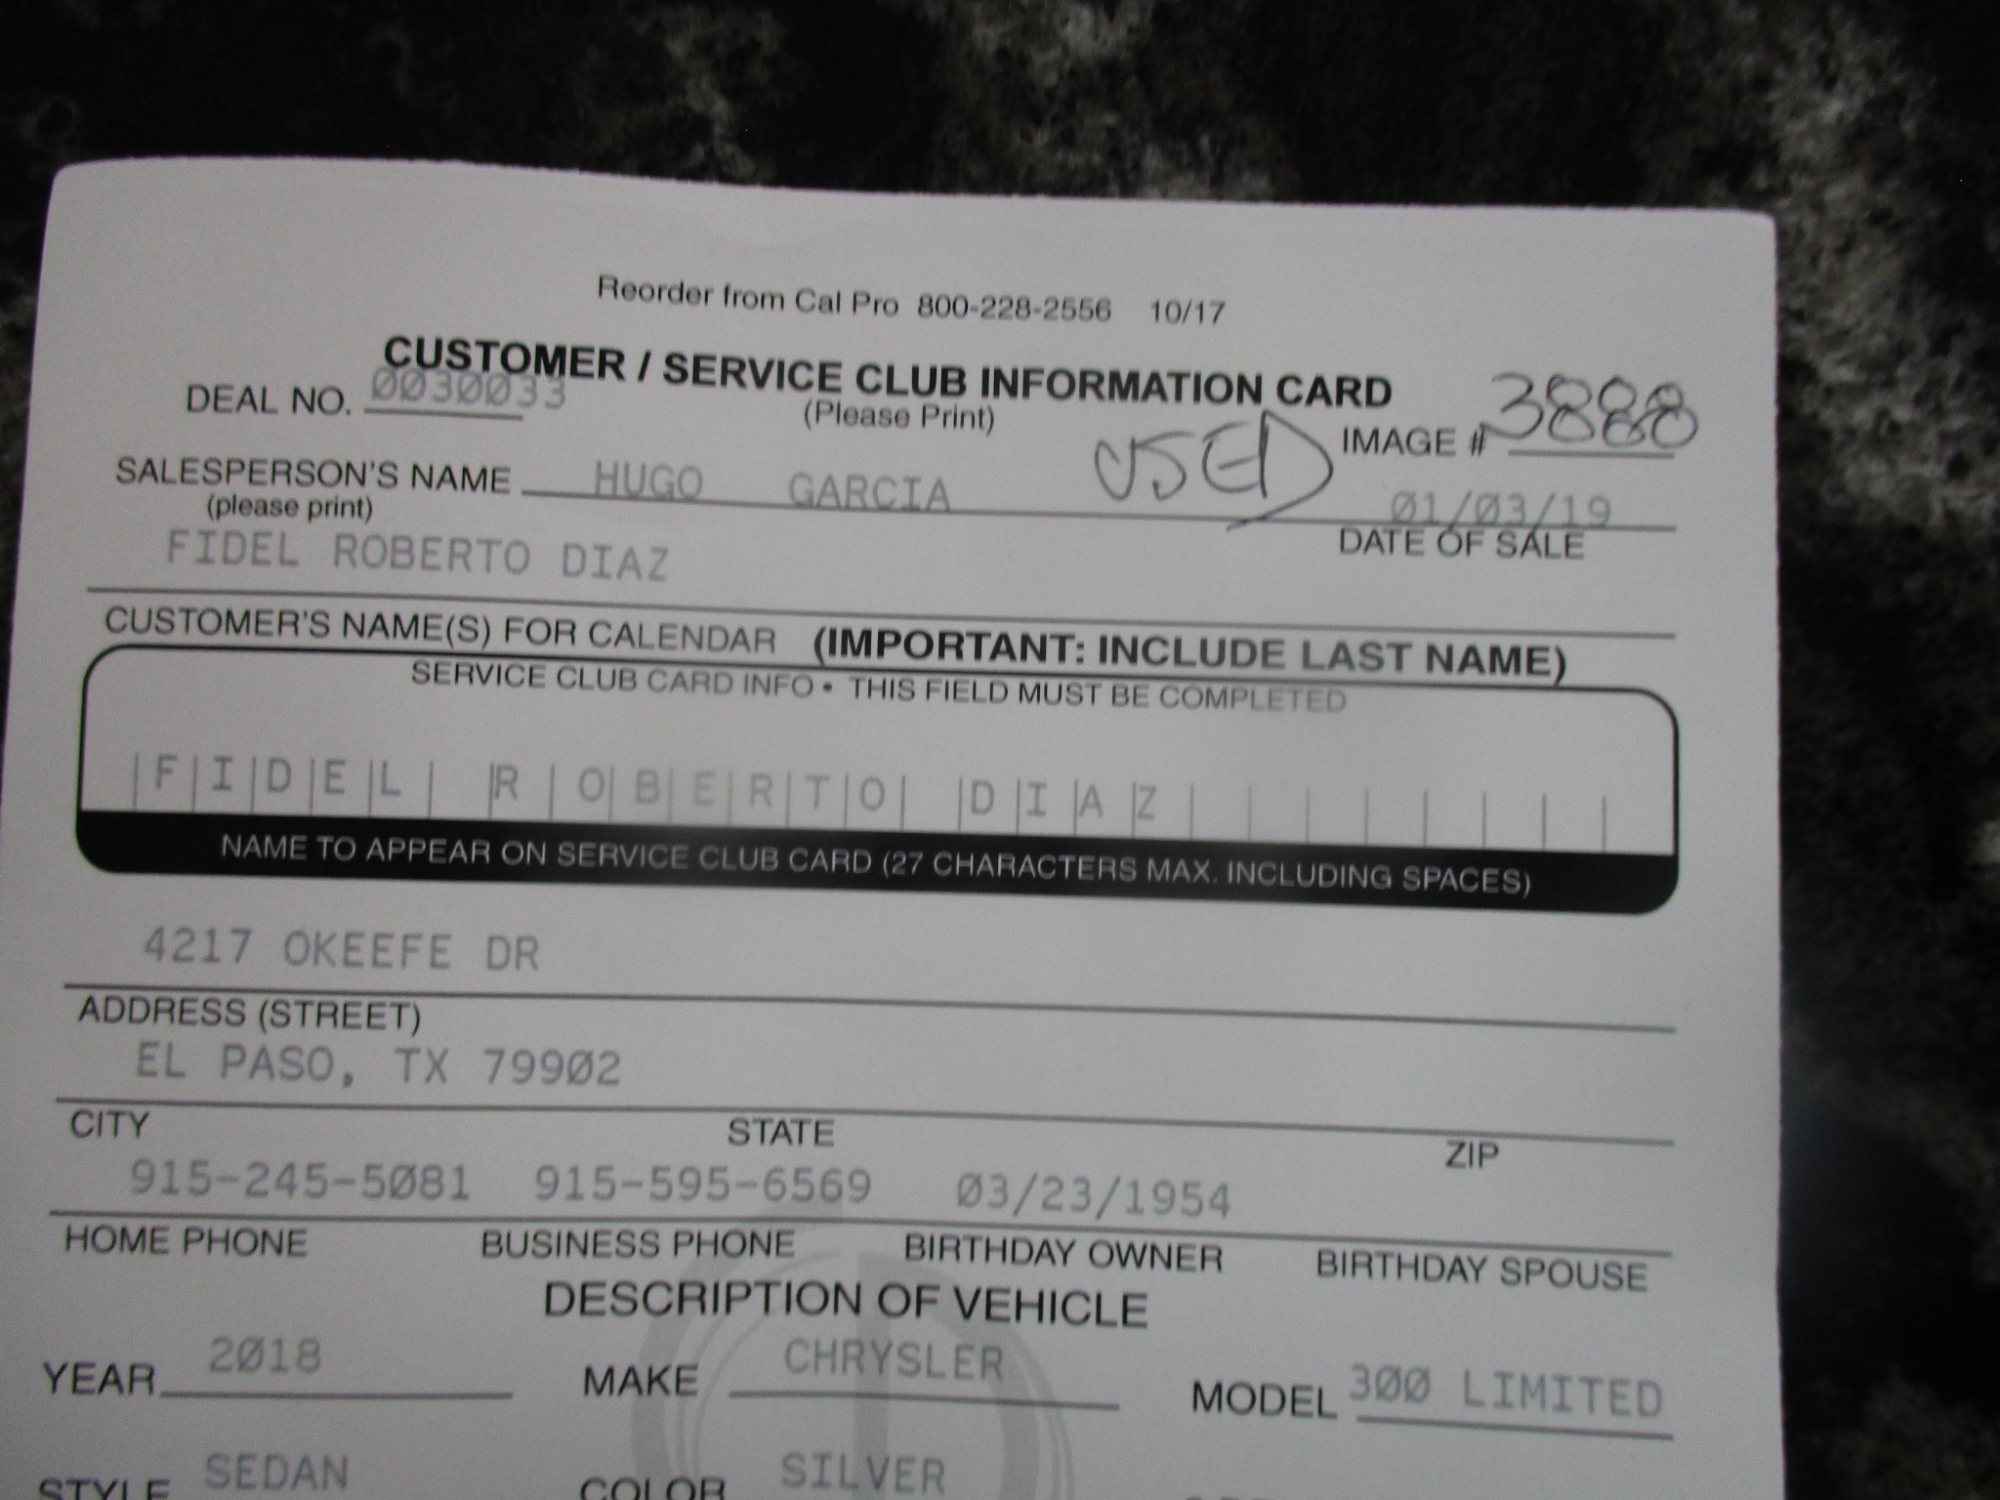 Reorder from Cal Pro 800-228-2556 10/17
CUSTOMER / SERVICE CLUB INFORMATION CARD
DEAL NO. 0030033 (Please Print) IMAGE # 3888
SALESPERSON'S NAME HUGO GARCIA USED 01/03/19
(please print) DATE OF SALE
FIDEL ROBERTO DIAZ
CUSTOMER'S NAME(S) FOR CALENDAR (IMPORTANT: INCLUDE LAST NAME)
SERVICE CLUB CARD INFO • THIS FIELD MUST BE COMPLETED
FIDEL ROBERTO DIAZ
NAME TO APPEAR ON SERVICE CLUB CARD (27 CHARACTERS MAX. INCLUDING SPACES)
4217 OKEEFE DR
ADDRESS (STREET)
EL PASO, TX 79902
CITY STATE ZIP
915-245-5081 915-595-6569 03/23/1954
HOME PHONE BUSINESS PHONE BIRTHDAY OWNER BIRTHDAY SPOUSE
DESCRIPTION OF VEHICLE
YEAR 2018 MAKE CHRYSLER MODEL 300 LIMITED
STYLE SEDAN COLOR SILVER